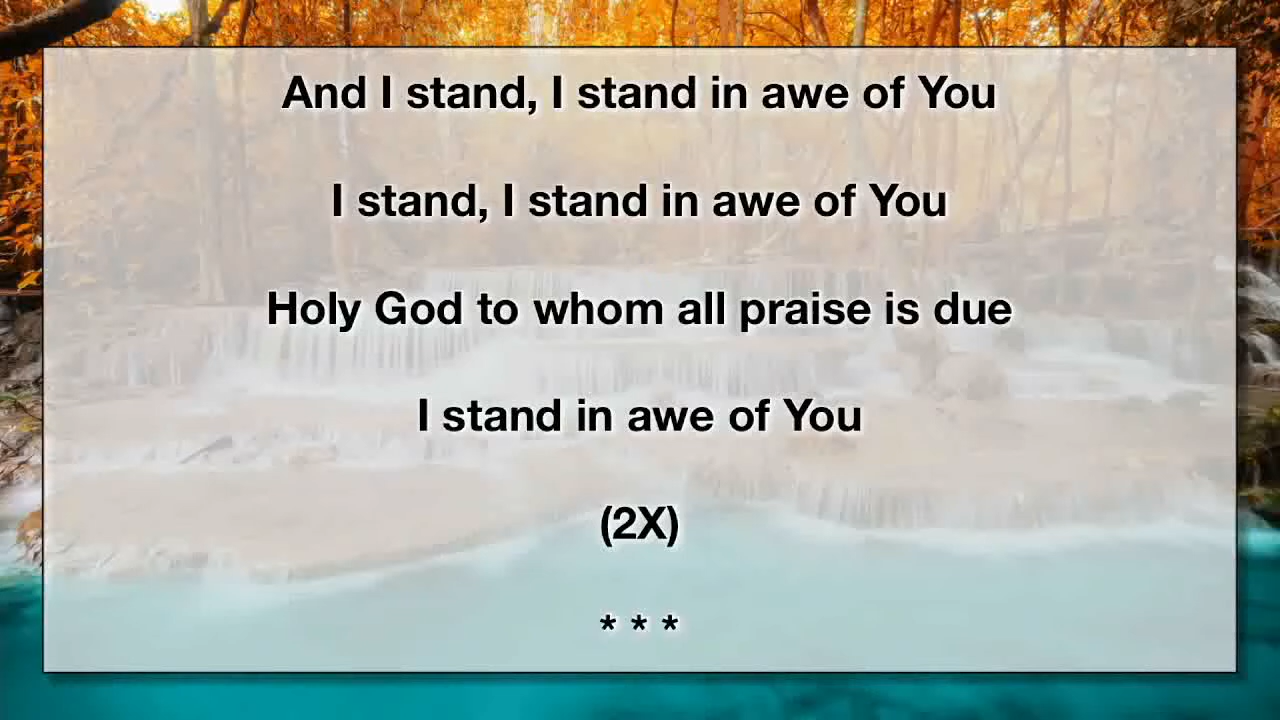 And I stand, I stand in awe of You
I stand, I stand in awe of You
Holy God to whom all praise is due
I stand in awe of You
(2X)
* * *